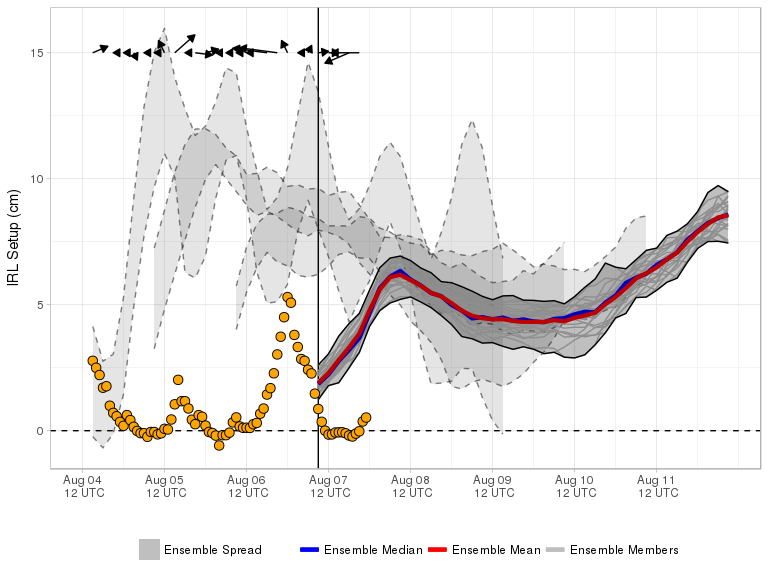 IRL Setup (cm)
15
10
5
0
Aug 04 Aug 05 Aug 06 Aug 07 Aug 08 Aug 09 Aug 10 Aug 11
12 UTC 12 UTC 12 UTC 12 UTC 12 UTC 12 UTC 12 UTC 12 UTC
Ensemble Spread Ensemble Median Ensemble Mean Ensemble Members